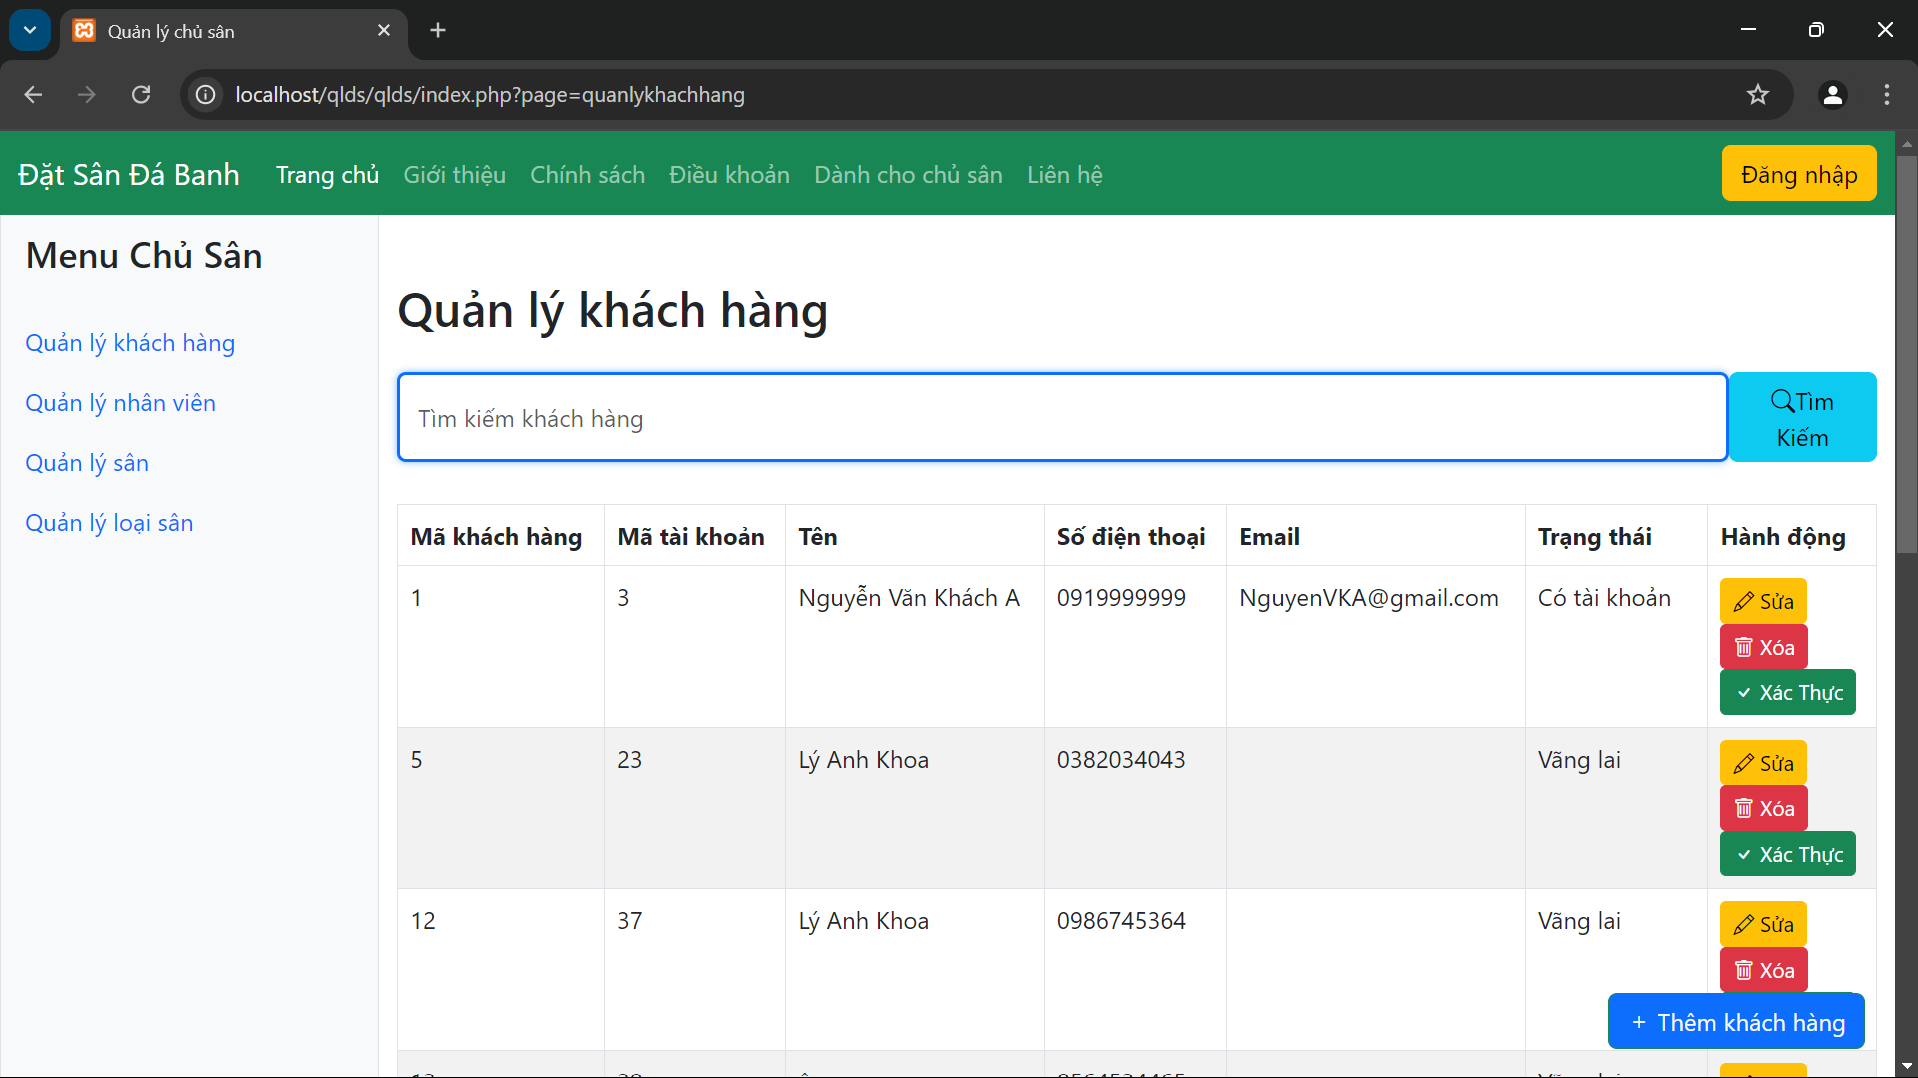 Quản lý chủ sân
localhost/qlds/qlds/index.php?page=quanlykhachhang
Đặt Sân Đá Banh Trang chủ Giới thiệu Chính sách Điều khoản Dành cho chủ sân Liên hệ Đăng nhập
Menu Chủ Sân
Quản lý khách hàng
Quản lý nhân viên
Quản lý sân
Quản lý loại sân
Quản lý khách hàng
Tìm kiếm khách hàng
Tìm
Kiếm
Mã khách hàng Mã tài khoản Tên Số điện thoại Email Trạng thái Hành động
1 3 Nguyễn Văn Khách A 0919999999 NguyenVKA@gmail.com Có tài khoản Sửa
Xóa
Xác Thực
5 23 Lý Anh Khoa 0382034043 Vãng lai Sửa
Xóa
Xác Thực
12 37 Lý Anh Khoa 0986745364 Vãng lai Sửa
Xóa
+ Thêm khách hàng